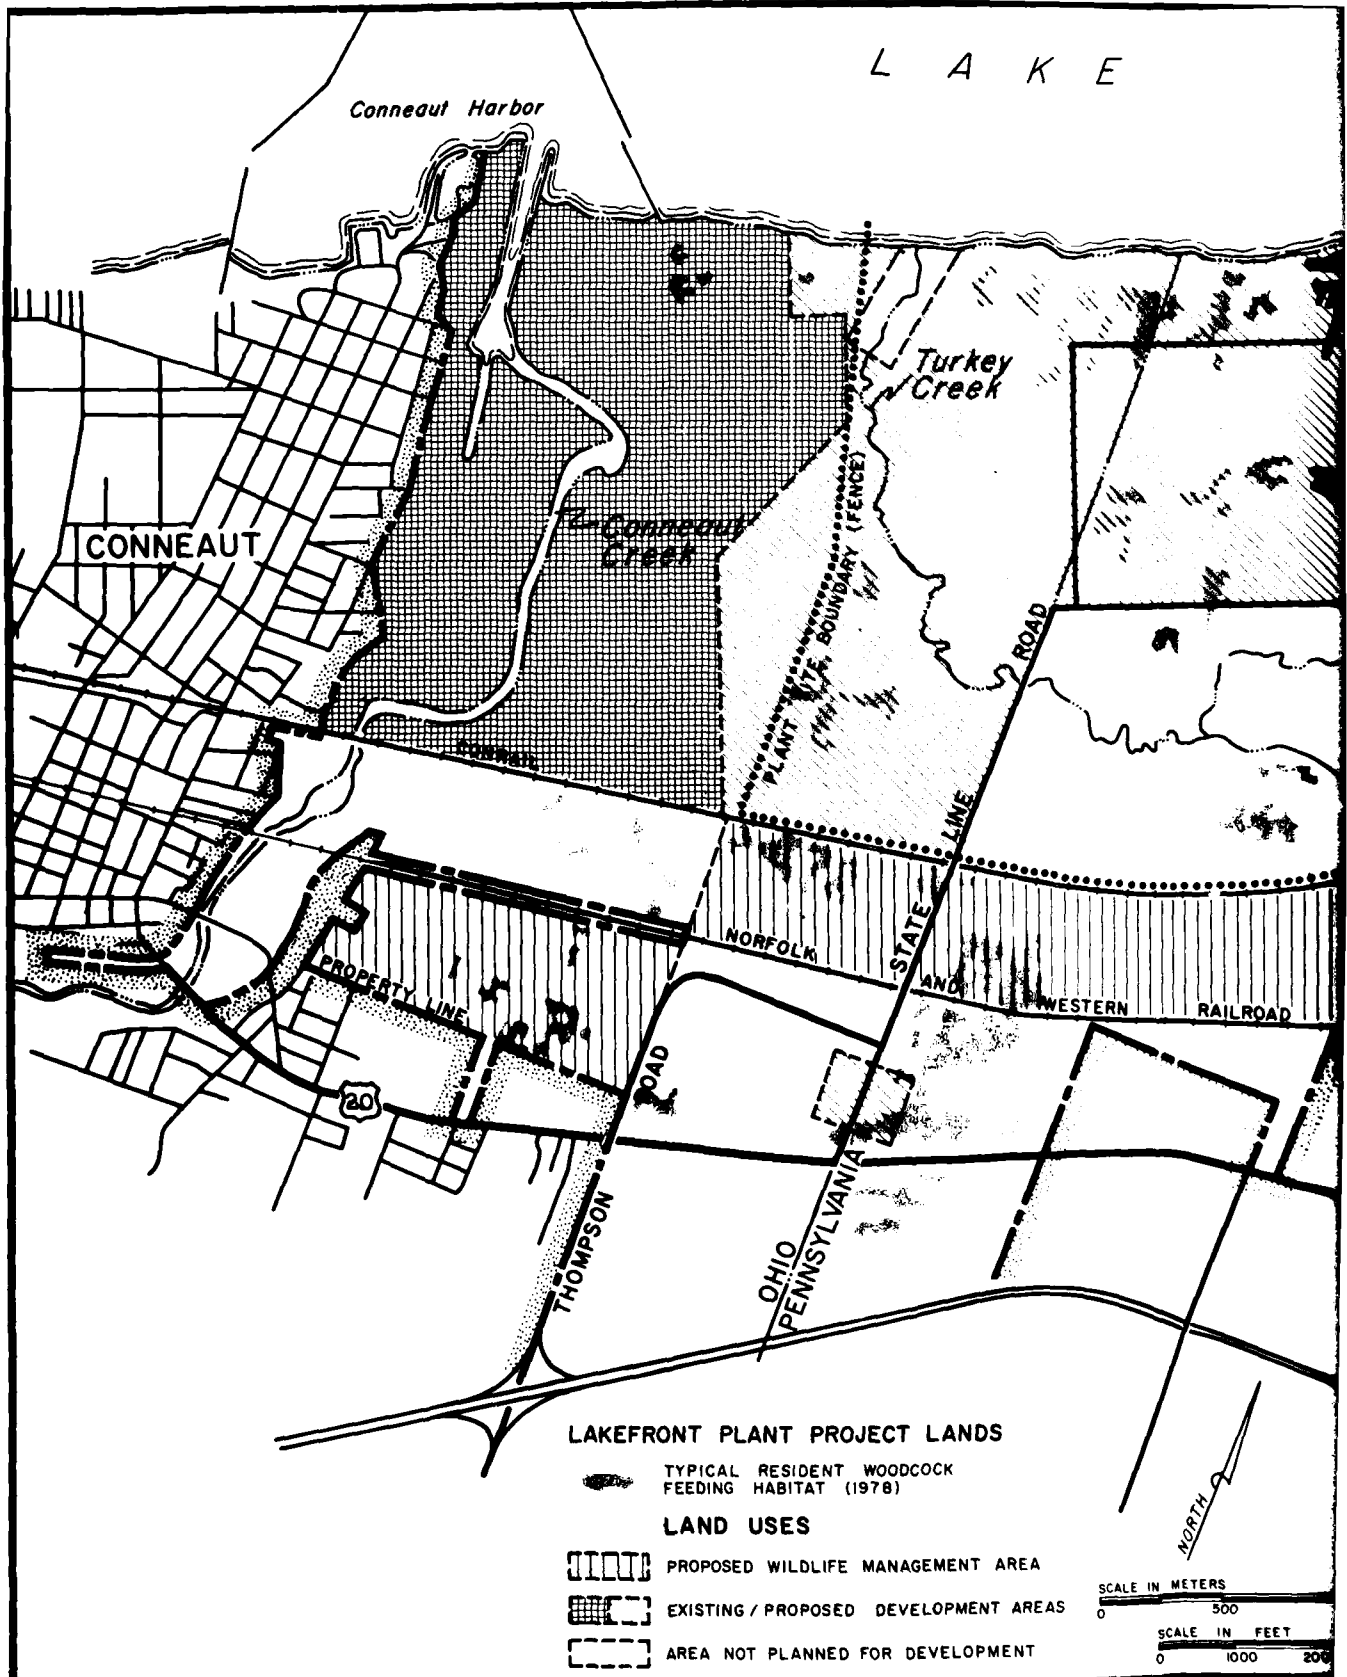 L A K E
Conneaut Harbor
Turkey
Creek
CONNEAUT
Conneaut
Creek
PLANT SITE BOUNDARY (FENCE)
CONRAIL
STATE LINE ROAD
NORFOLK AND WESTERN RAILROAD
PROPERTY LINE
20
THOMPSON ROAD
OHIO
PENNSYLVANIA
LAKEFRONT PLANT PROJECT LANDS
TYPICAL RESIDENT WOODCOCK
FEEDING HABITAT (1978)
LAND USES
PROPOSED WILDLIFE MANAGEMENT AREA
EXISTING / PROPOSED DEVELOPMENT AREAS
AREA NOT PLANNED FOR DEVELOPMENT
NORTH
SCALE IN METERS
0 500
SCALE IN FEET
0 1000